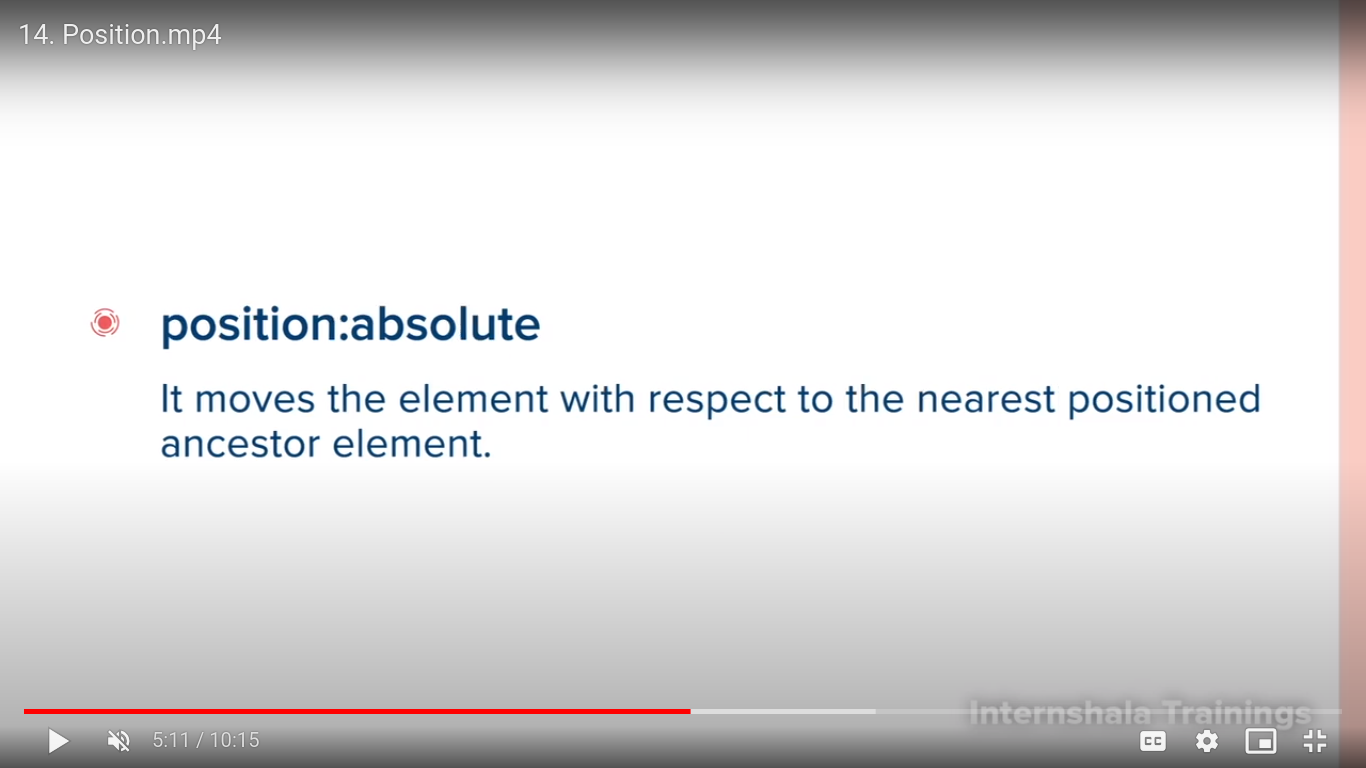 14. Position.mp4
position:absolute
It moves the element with respect to the nearest positioned
ancestor element.
Internshala Trainings
5:11 / 10:15
CC